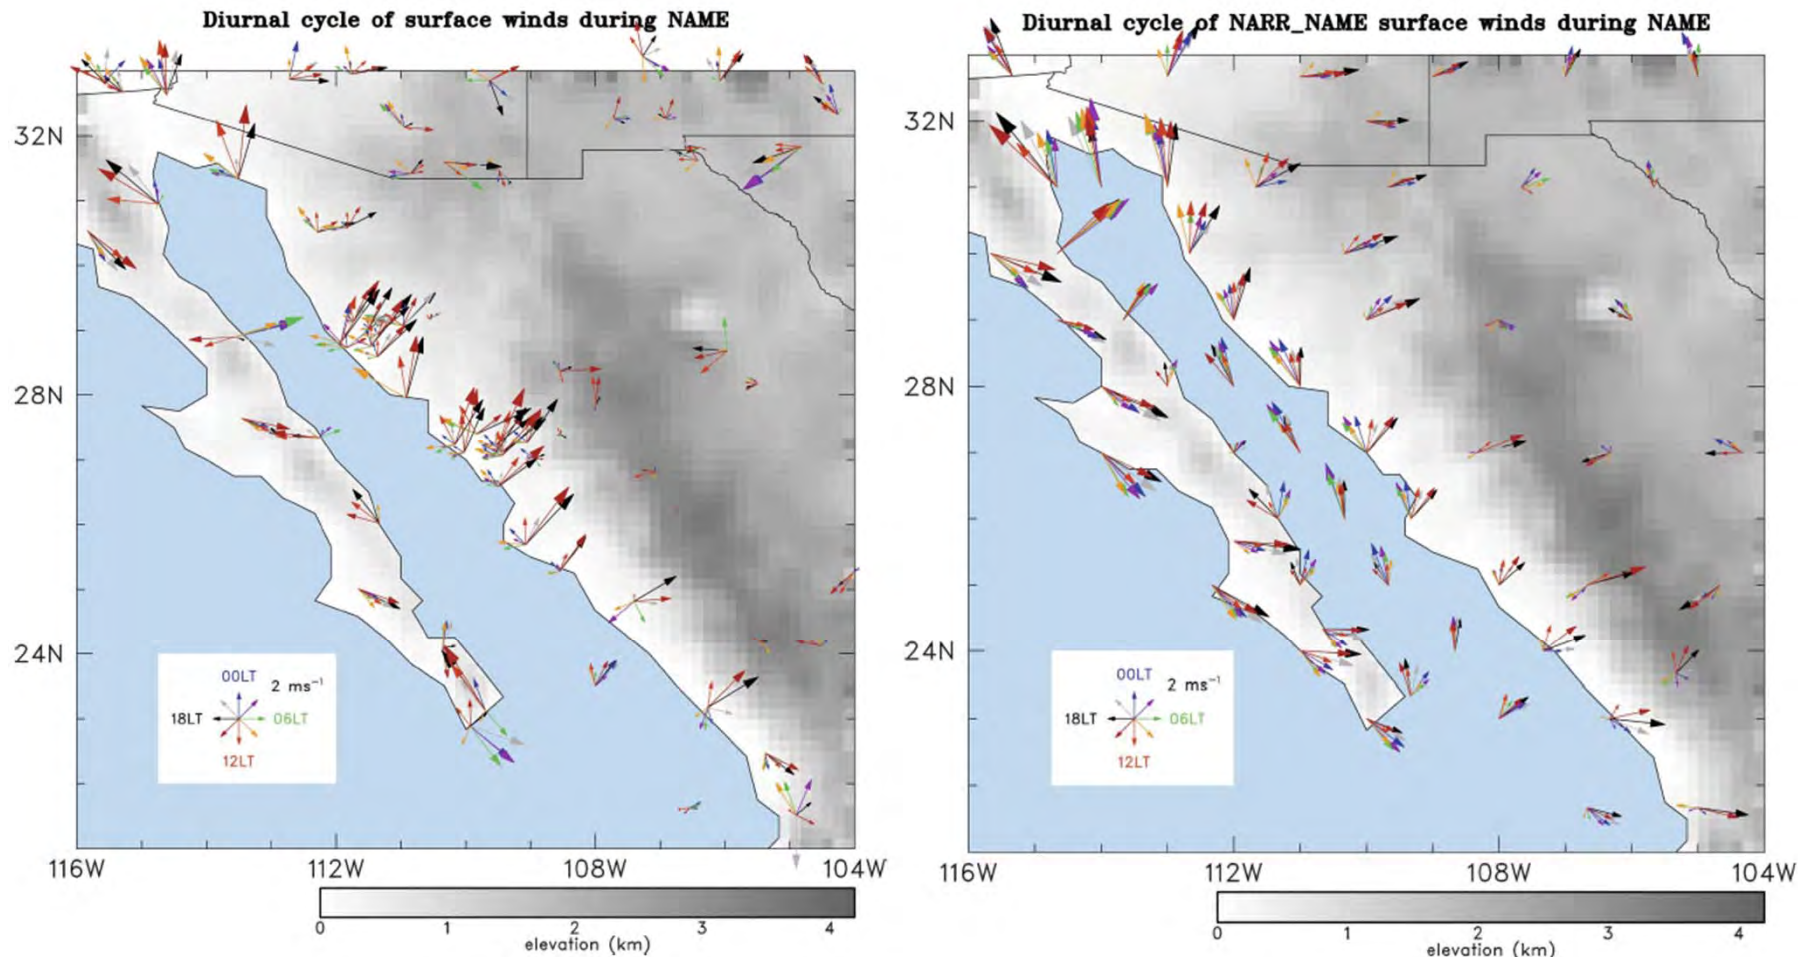 Diurnal cycle of surface winds during NAME
32N
28N
24N
00LT
2 ms⁻¹
18LT
06LT
12LT
116W
112W
108W
104W
0
1
2
3
4
elevation (km)
Diurnal cycle of NARR_NAME surface winds during NAME
32N
28N
24N
00LT
2 ms⁻¹
18LT
06LT
12LT
116W
112W
108W
104W
0
1
2
3
4
elevation (km)